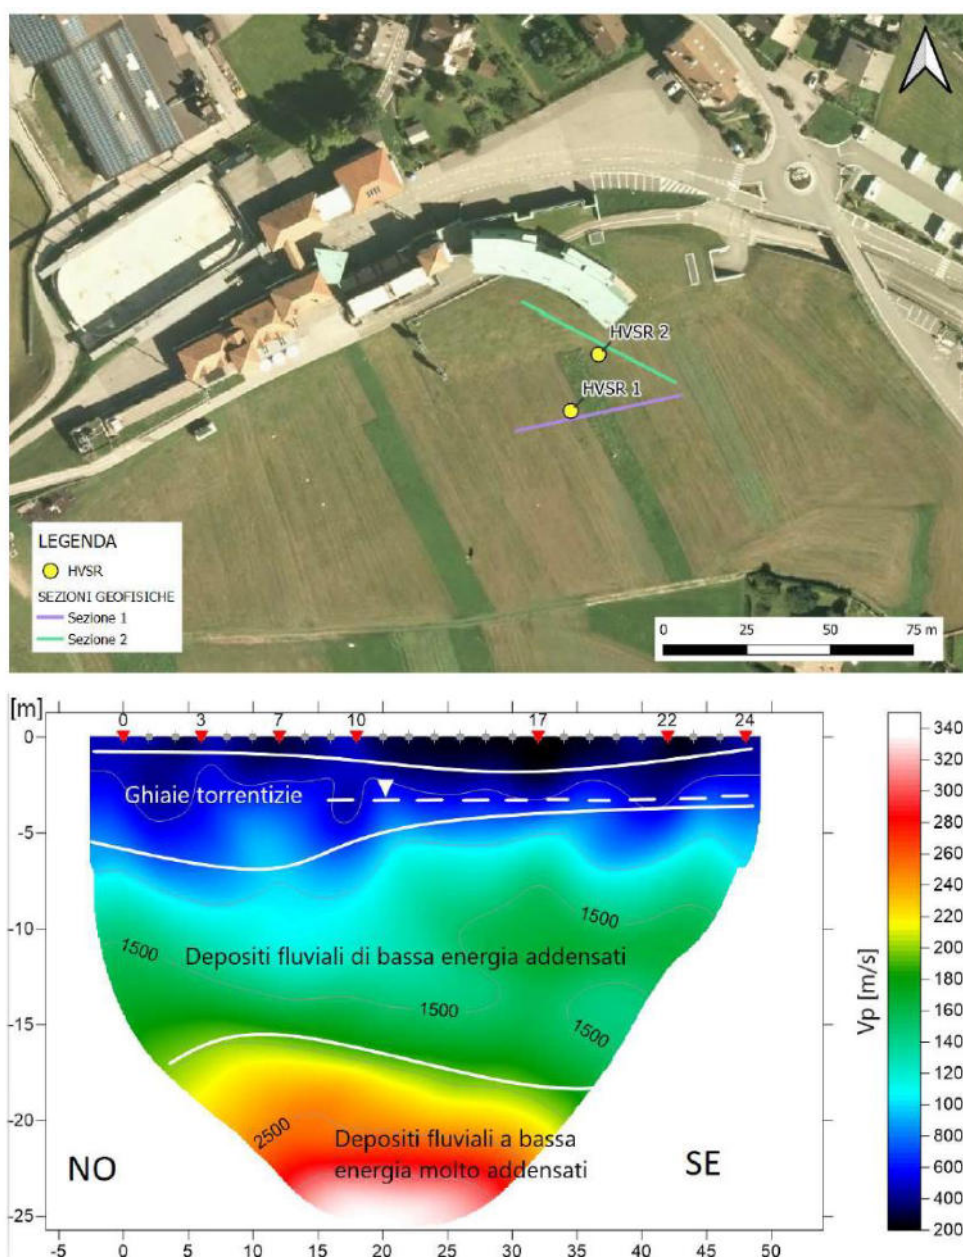 HVSR 2
HVSR 1
LEGENDA
HVSR
SEZIONI GEOFISICHE
Sezione 1
Sezione 2
0 25 50 75 m
[m]
0 3 7 10 17 22 24
0
-5
-10
-15
-20
-25
Ghiaie torrentizie
1500
1500
Depositi fluviali di bassa energia addensati
1500
1500
2500
Depositi fluviali a bassa
energia molto addensati
NO
SE
-5 0 5 10 15 20 25 30 35 40 45 50
Vp [m/s]
340
320
300
280
260
240
220
200
180
160
140
120
100
800
600
400
200